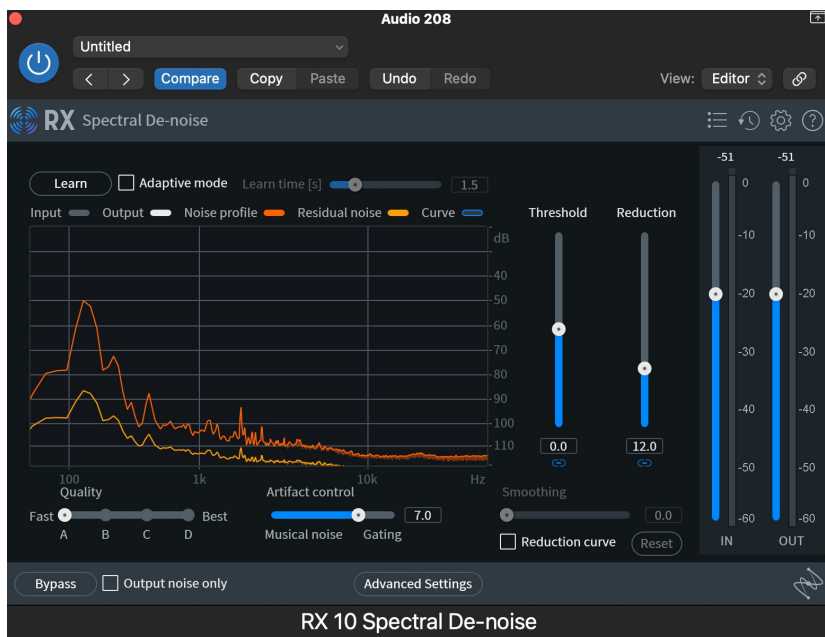 Audio 208
Untitled
Compare Copy Paste Undo Redo View: Editor
RX Spectral De-noise
Learn Adaptive mode Learn time [s] 1.5
Input Output Noise profile Residual noise Curve
Threshold Reduction
dB
-40
-50
-60
-70
-80
-90
-100
-110
100 1k 10k Hz
0.0 12.0
-51 -51
0 0
-10 -10
-20 -20
-30 -30
-40 -40
-50 -50
-60 -60
IN OUT
Quality Artifact control Smoothing
Fast Best 7.0 0.0
A B C D Musical noise Gating
Reduction curve Reset
Bypass Output noise only Advanced Settings
RX 10 Spectral De-noise